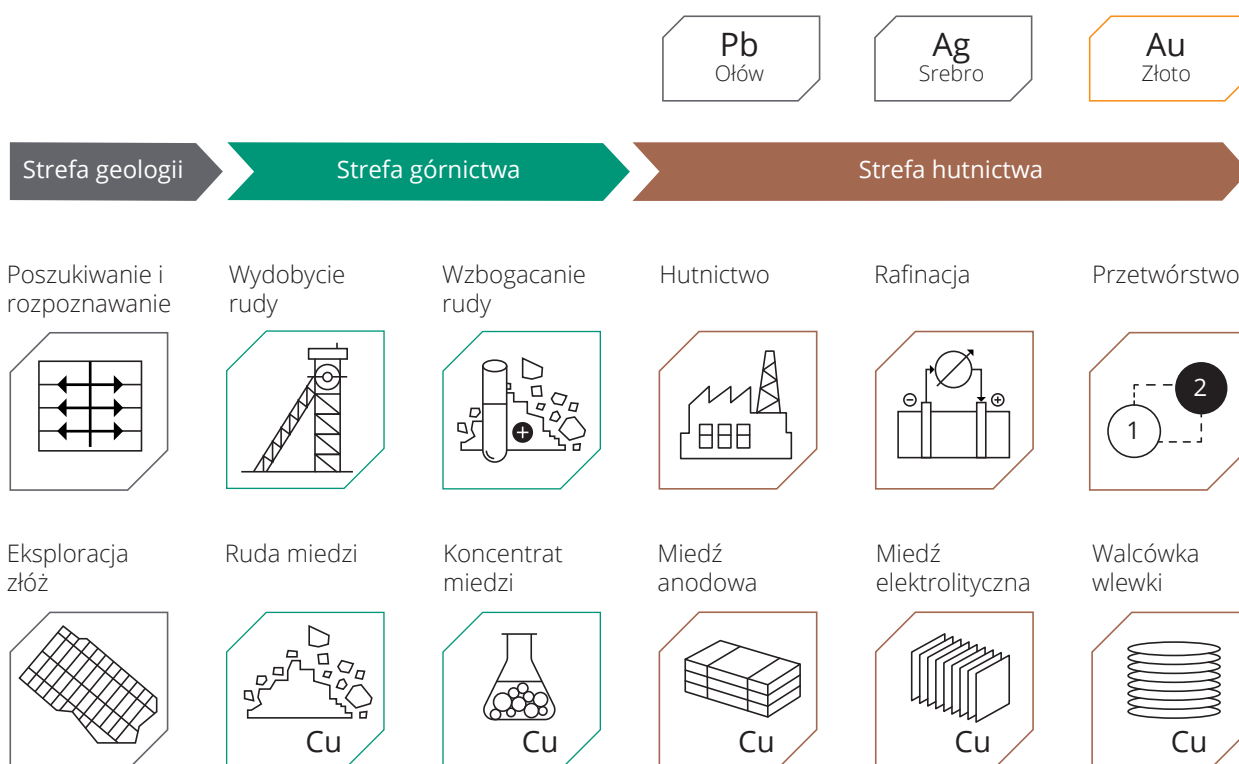 Pb
Ołów
Ag
Srebro
Au
Złoto
Strefa geologii
Strefa górnictwa
Strefa hutnictwa
Poszukiwanie i
rozpoznawanie
Wydobycie
rudy
Wzbogacanie
rudy
Hutnictwo
Rafinacja
Przetwórstwo
1
2
Eksploracja
złóż
Ruda miedzi
Koncentrat
miedzi
Miedź
anodowa
Miedź
elektrolityczna
Walcówka
wlewki
Cu
Cu
Cu
Cu
Cu